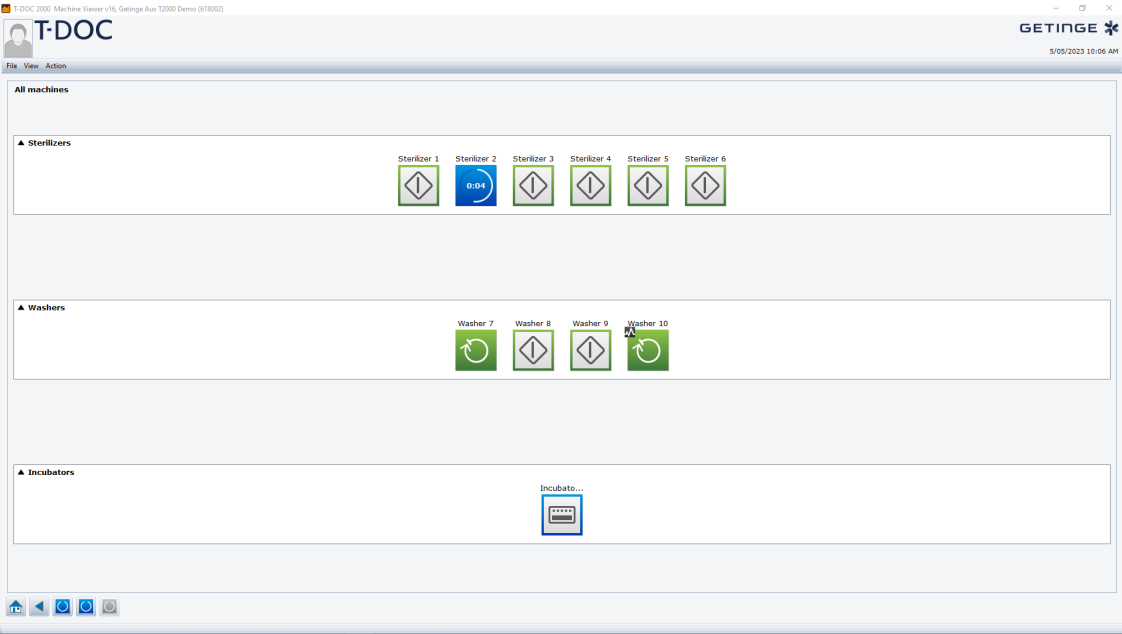 T-DOC 2000 Machine Viewer v16, Getinge Aus T2000 Demo (618002)
T-DOC
GETINGE
5/05/2023 10:06 AM
File View Action
All machines
Sterilizers
Sterilizer 1 Sterilizer 2 Sterilizer 3 Sterilizer 4 Sterilizer 5 Sterilizer 6
0:04
Washers
Washer 7 Washer 8 Washer 9 Washer 10
Incubators
Incubato...